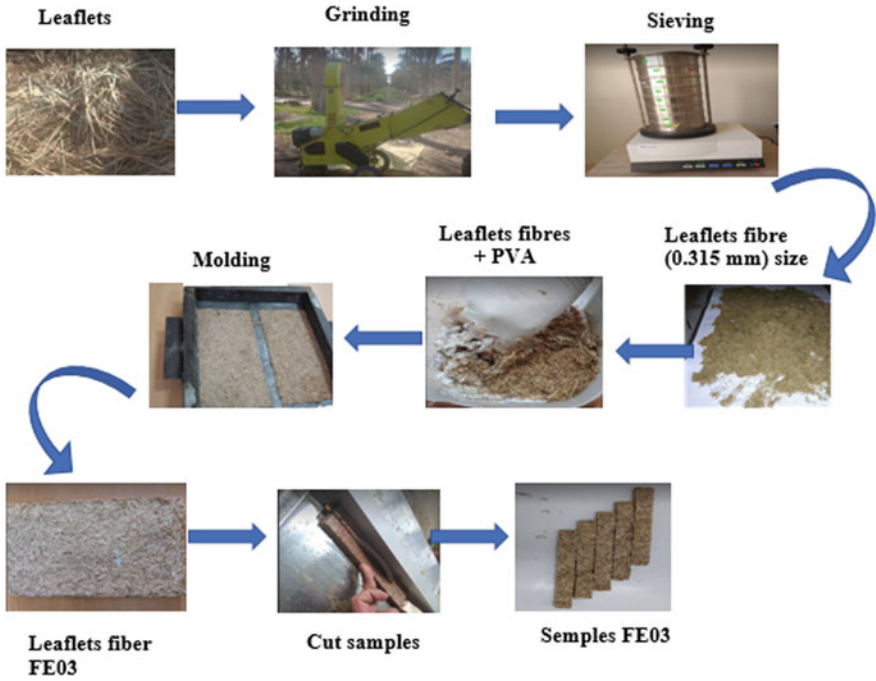 Leaflets
Grinding
Sieving
Molding
Leaflets fibres
+ PVA
Leaflets fibre
(0.315 mm) size
Leaflets fiber
FE03
Cut samples
Semples FE03